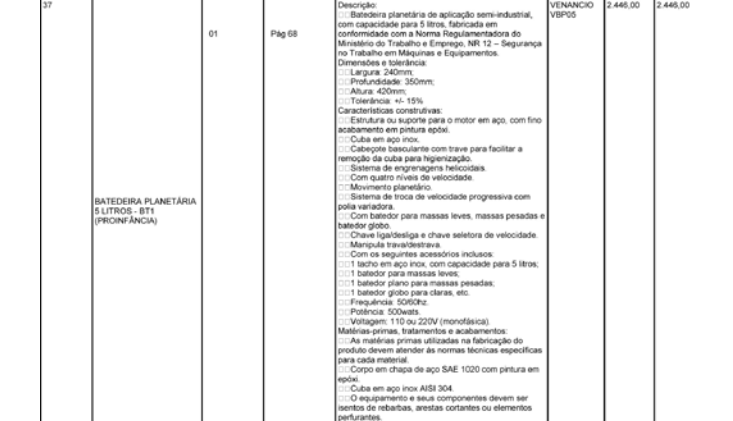 37
BATEDEIRA PLANETÁRIA
5 LITROS - BT1
(PROINFÂNCIA)
01
Pág 68
Descrição:
□□Batedeira planetária de aplicação semi-industrial,
com capacidade para 5 litros, fabricada em
conformidade com a Norma Regulamentadora do
Ministério do Trabalho e Emprego, NR 12 – Segurança
no Trabalho em Máquinas e Equipamentos.
Dimensões e tolerância:
□□Largura: 240mm;
□□Profundidade: 350mm;
□□Altura: 420mm;
□□Tolerância: +/- 15%
Características construtivas:
□□Estrutura ou suporte para o motor em aço, com fino
acabamento em pintura epóxi.
□□Cuba em aço inox.
□□Cabeçote basculante com trave para facilitar a
remoção da cuba para higienização.
□□Sistema de engrenagens helicoidais.
□□Com quatro níveis de velocidade.
□□Movimento planetário.
□□Sistema de troca de velocidade progressiva com
polia variadora.
□□Com batedor para massas leves, massas pesadas e
batedor globo.
□□Chave liga/desliga e chave seletora de velocidade.
□□Manipula trava/destrava.
□□Com os seguintes acessórios inclusos:
□□1 tacho em aço inox, com capacidade para 5 litros;
□□1 batedor para massas leves;
□□1 batedor plano para massas pesadas;
□□1 batedor globo para claras, etc.
□□Frequência: 50/60hz.
□□Potência: 500wats.
□□Voltagem: 110 ou 220V (monofásica).
Matérias-primas, tratamentos e acabamentos:
□□As matérias primas utilizadas na fabricação do
produto devem atender às normas técnicas específicas
para cada material.
□□Corpo em chapa de aço SAE 1020 com pintura em
epóxi.
□□Cuba em aço inox AISI 304.
□□O equipamento e seus componentes devem ser
isentos de rebarbas, arestas cortantes ou elementos
perfurantes.
VENANCIO
VBP05
2.446,00
2.446,00